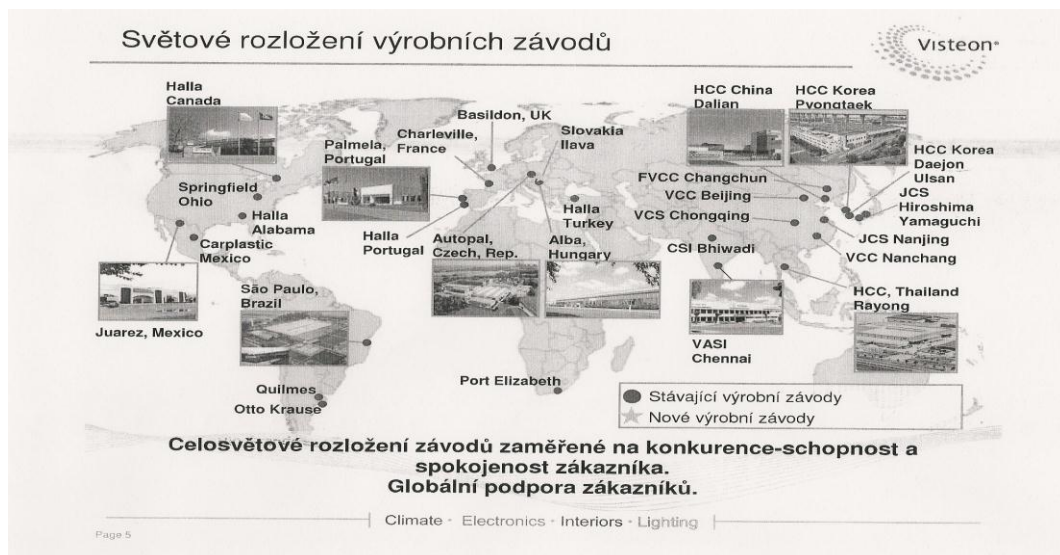 Světové rozložení výrobních závodů
Visteon®
Halla
Canada
Springfield
Ohio
Halla
Alabama
Carplastic
Mexico
Juarez, Mexico
São Paulo,
Brazil
Quilmes
Otto Krause
Basildon, UK
Charleville,
France
Palmela,
Portugal
Halla
Portugal
Slovakia
Ilava
Autopal,
Czech, Rep.
Alba,
Hungary
Halla
Turkey
Port Elizabeth
HCC China
Dalian
HCC Korea
Pyongtaek
HCC Korea
Daejon
Ulsan
JCS
Hiroshima
Yamaguchi
FVCC Changchun
VCC Beijing
VCS Chongqing
CSI Bhiwadi
JCS Nanjing
VCC Nanchang
VASI
Chennai
HCC, Thailand
Rayong
Stávající výrobní závody
Nové výrobní závody
Celosvětové rozložení závodů zaměřené na konkurence-schopnost a
spokojenost zákazníka.
Globální podpora zákazníků.
Climate · Electronics · Interiors · Lighting
Page 5